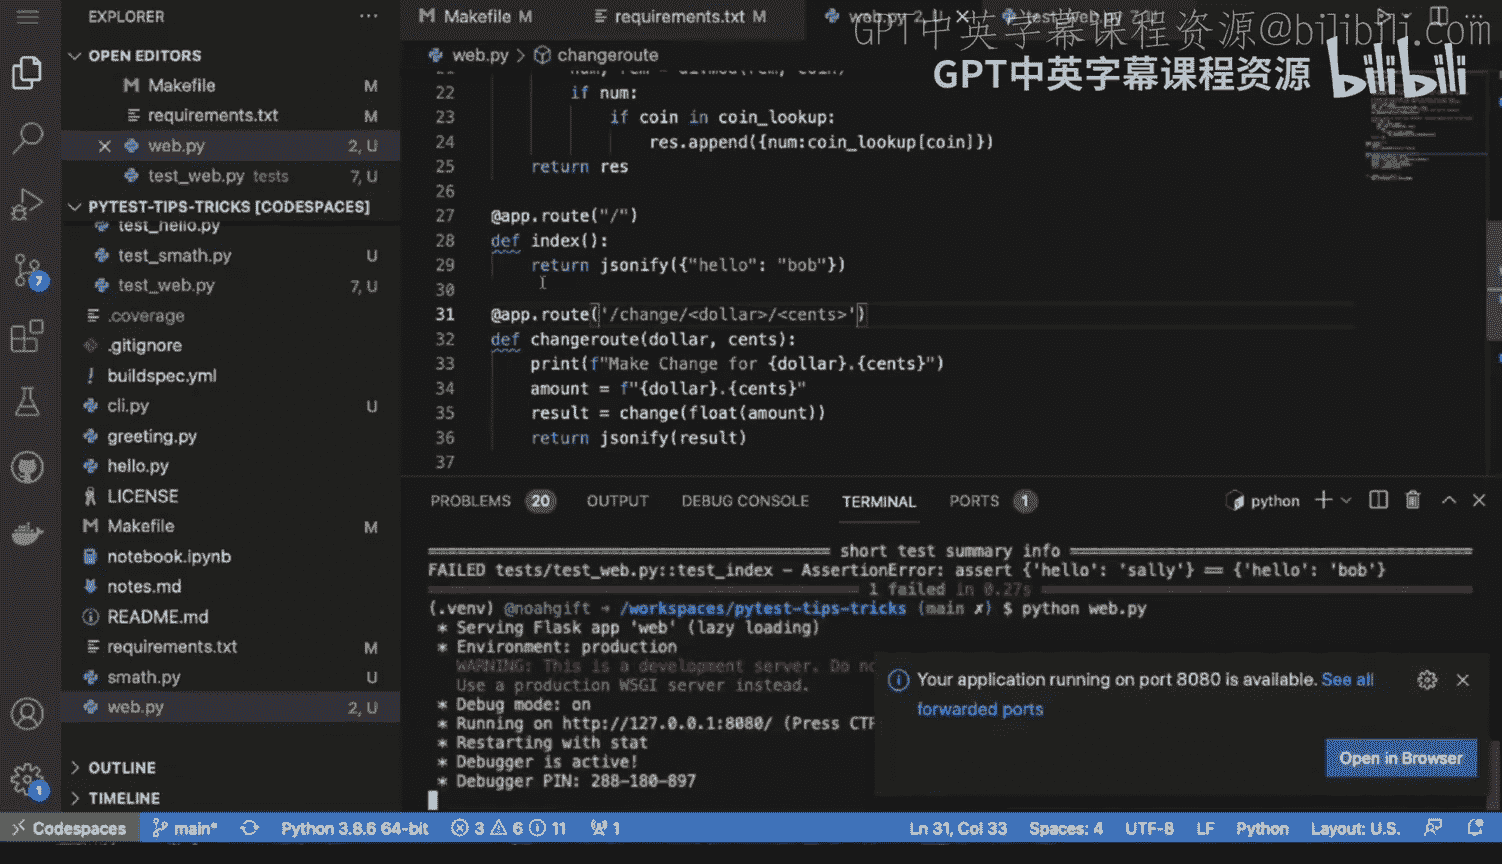 EXPLORER
OPEN EDITORS
Makefile M
requirements.txt M
web.py 2, U
test_web.py tests 7, U
PYTEST-TIPS-TRICKS [CODESPACES]
test_hello.py
test_smath.py U
test_web.py 7, U
.coverage
.gitignore
buildspec.yml
cli.py U
greeting.py
hello.py
LICENSE
Makefile M
notebook.ipynb
notes.md
README.md
requirements.txt M
smath.py U
web.py 2, U
OUTLINE
TIMELINE
7
1
Makefile M
requirements.txt M
web.py 2, U
test_web.py
GPT中英字幕课程资源@bilibili.com
GPT中英字幕课程资源 bilibili
web.py > changeroute
22 if num:
23 if coin in coin_lookup:
24 res.append({num:coin_lookup[coin]})
25 return res
26
27 @app.route("/")
28 def index():
29 return jsonify({"hello": "bob"})
30
31 @app.route('/change/<dollar>/<cents>')
32 def changeroute(dollar, cents):
33 print(f"Make Change for {dollar}.{cents}")
34 amount = f"{dollar}.{cents}"
35 result = change(float(amount))
36 return jsonify(result)
37
PROBLEMS 20 OUTPUT DEBUG CONSOLE TERMINAL PORTS 1 python
short test summary info
FAILED tests/test_web.py::test_index - AssertionError: assert {'hello': 'sally'} == {'hello': 'bob'}
1 failed in 0.27s
(.venv) @noahgift → /workspaces/pytest-tips-tricks (main ✗) $ python web.py
* Serving Flask app 'web' (lazy loading)
* Environment: production
WARNING: This is a development server. Do no
Use a production WSGI server instead.
* Debug mode: on
* Running on http://127.0.0.1:8080/ (Press CT
* Restarting with stat
* Debugger is active!
* Debugger PIN: 288-180-897
Your application running on port 8080 is available. See all
forwarded ports
Open in Browser
Codespaces main* Python 3.8.6 64-bit 3 6 11 1 Ln 31, Col 33 Spaces: 4 UTF-8 LF Python Layout: U.S.